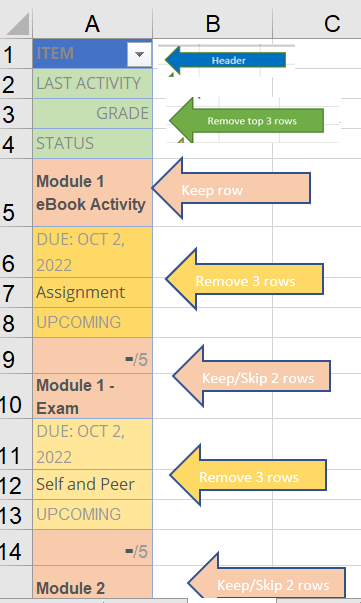 A B C
1 ITEM Header
2 LAST ACTIVITY
3 GRADE Remove top 3 rows
4 STATUS
Module 1
5 eBook Activity Keep row
DUE: OCT 2,
6 2022 Remove 3 rows
7 Assignment
8 UPCOMING
9 -/5 Keep/Skip 2 rows
Module 1 -
10 Exam
DUE: OCT 2,
11 2022
12 Self and Peer Remove 3 rows
13 UPCOMING
14 -/5
Module 2 Keep/Skip 2 rows